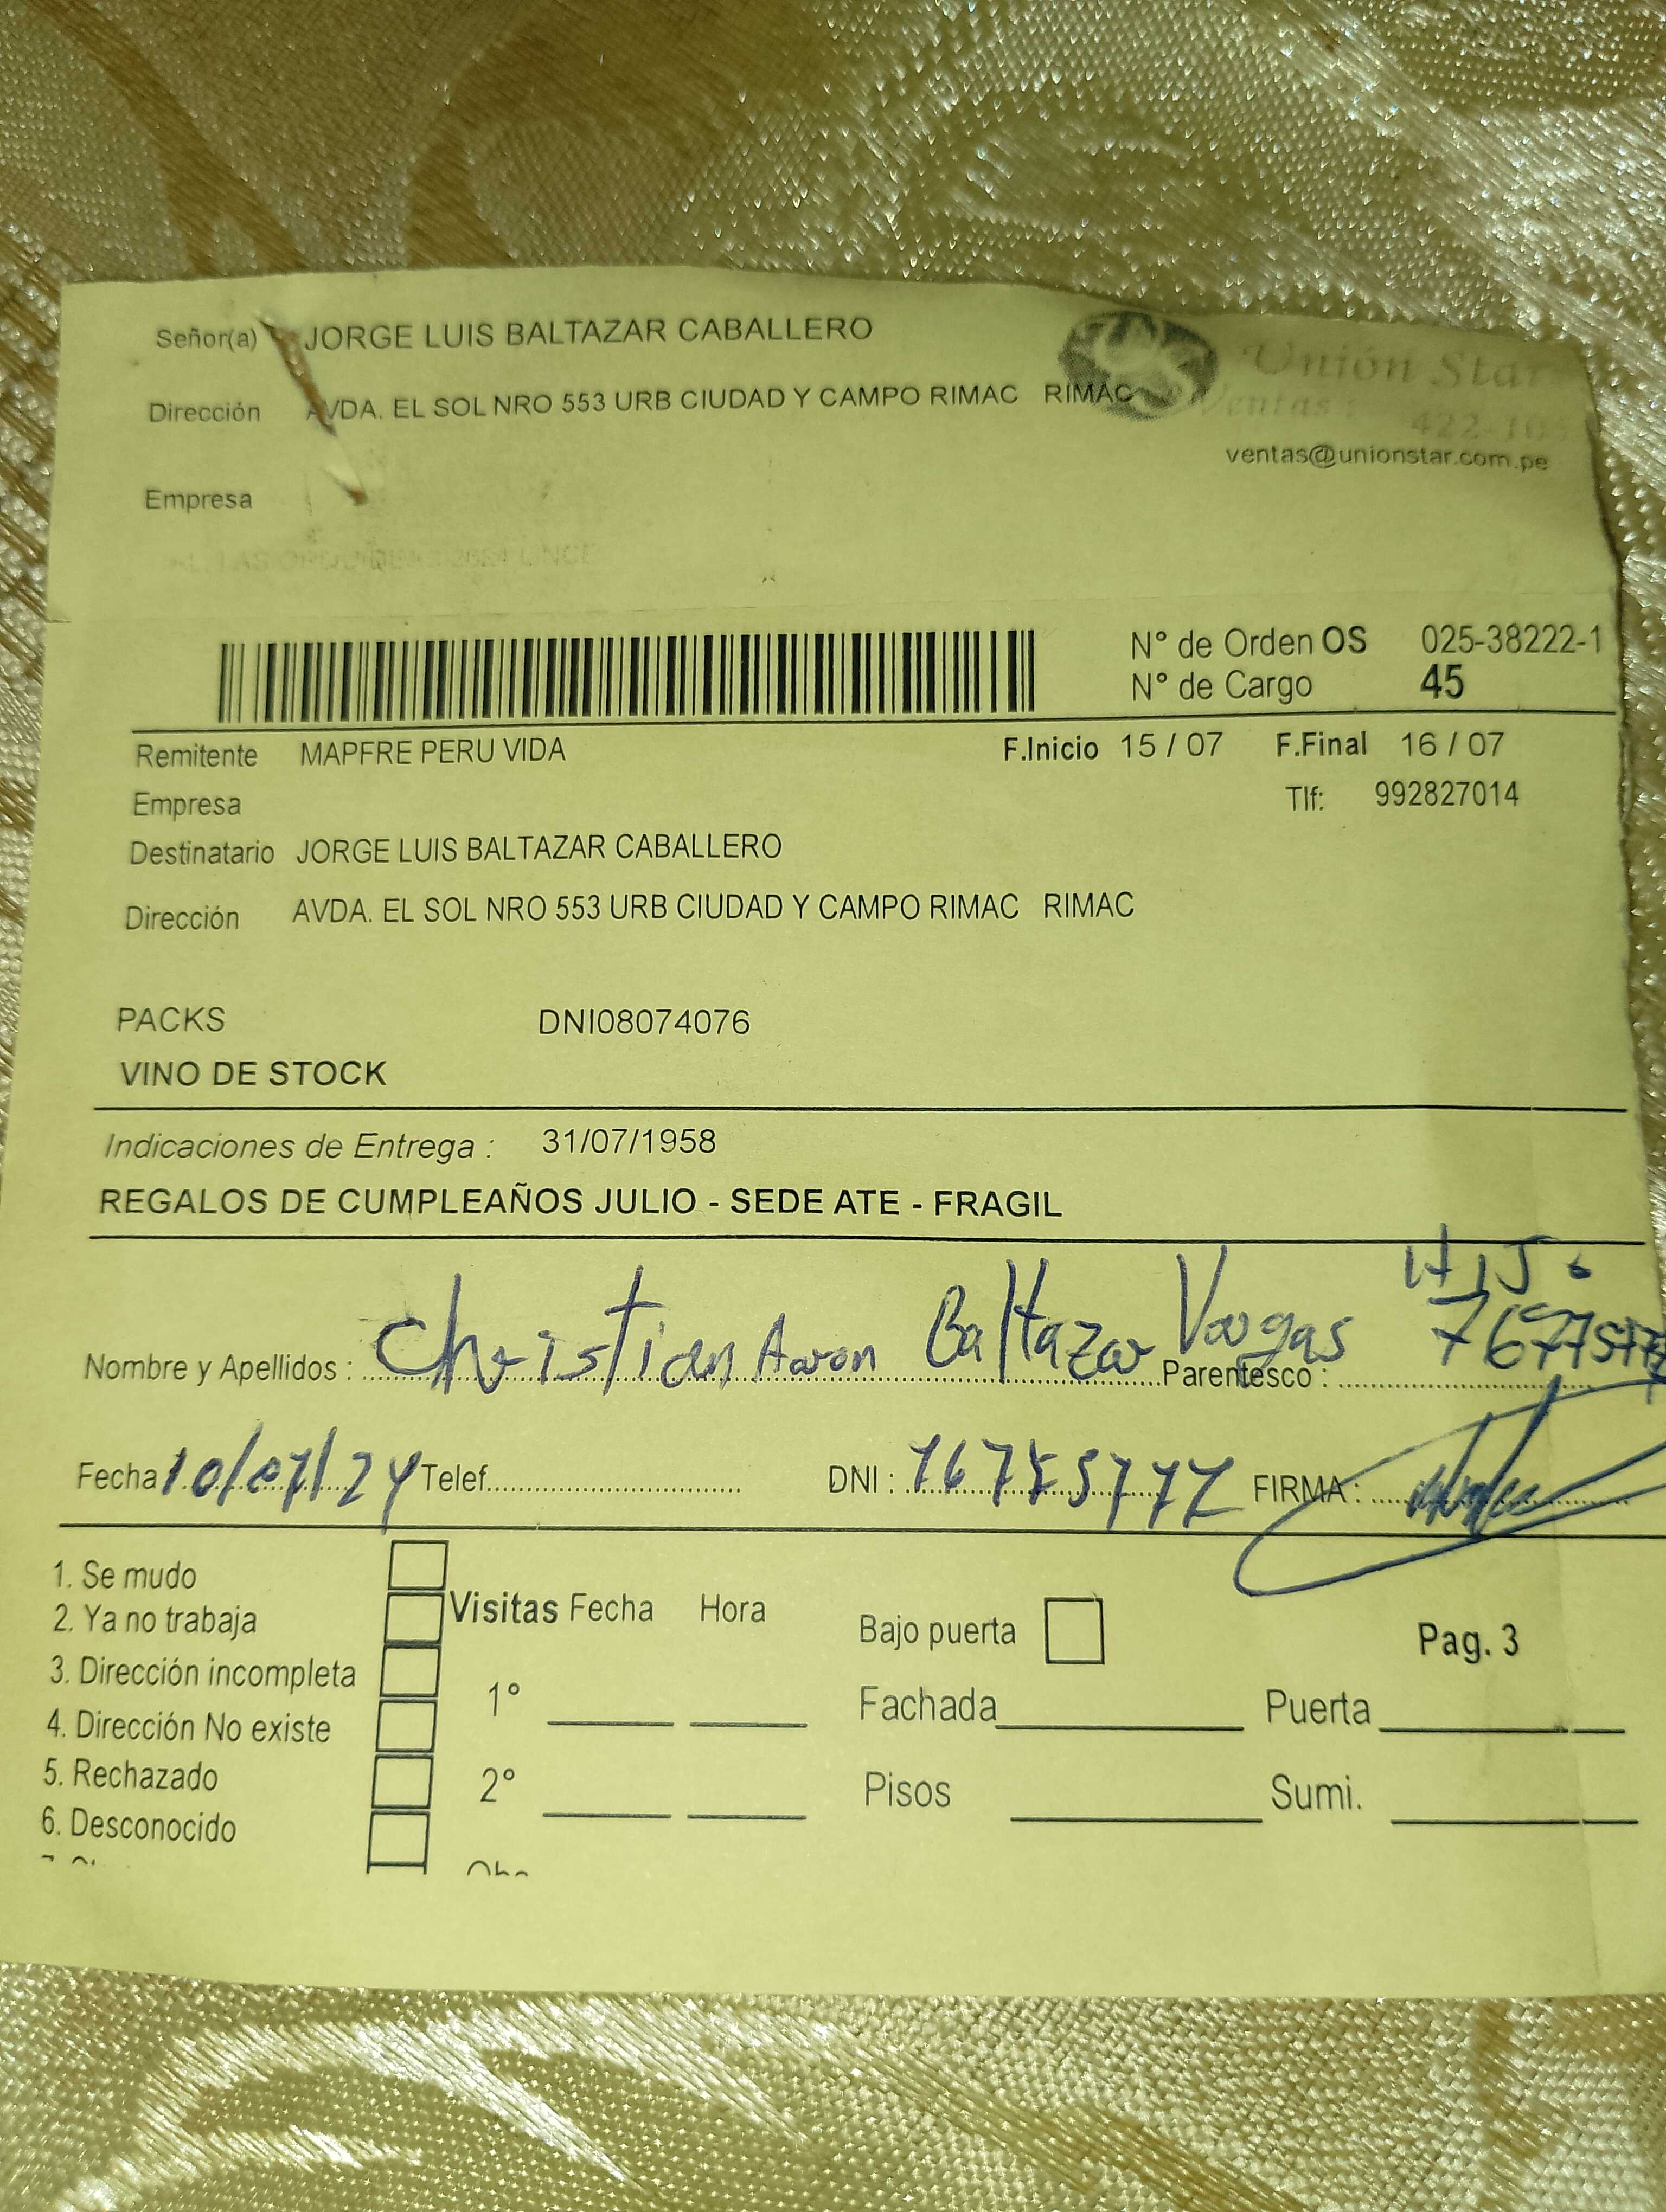 Señor(a) JORGE LUIS BALTAZAR CABALLERO
Unión Star
Dirección AVDA. EL SOL NRO 553 URB CIUDAD Y CAMPO RIMAC RIMAC
Ventas :
422-10
ventas@unionstar.com.pe
Empresa
N° de Orden OS 025-38222-1
N° de Cargo 45
Remitente MAPFRE PERU VIDA F.Inicio 15 / 07 F.Final 16 / 07
Empresa Tlf: 992827014
Destinatario JORGE LUIS BALTAZAR CABALLERO
Dirección AVDA. EL SOL NRO 553 URB CIUDAD Y CAMPO RIMAC RIMAC
PACKS DNI08074076
VINO DE STOCK
Indicaciones de Entrega : 31/07/1958
REGALOS DE CUMPLEAÑOS JULIO - SEDE ATE - FRAGIL
HIJO
Nombre y Apellidos : Christian Aaron Baltazar Vargas Parentesco :
Fecha 10/07/24 Telef. DNI : FIRMA :
1. Se mudo
2. Ya no trabaja Visitas Fecha Hora Bajo puerta Pag. 3
3. Dirección incompleta 1° Fachada Puerta
4. Dirección No existe
5. Rechazado 2° Pisos Sumi.
6. Desconocido